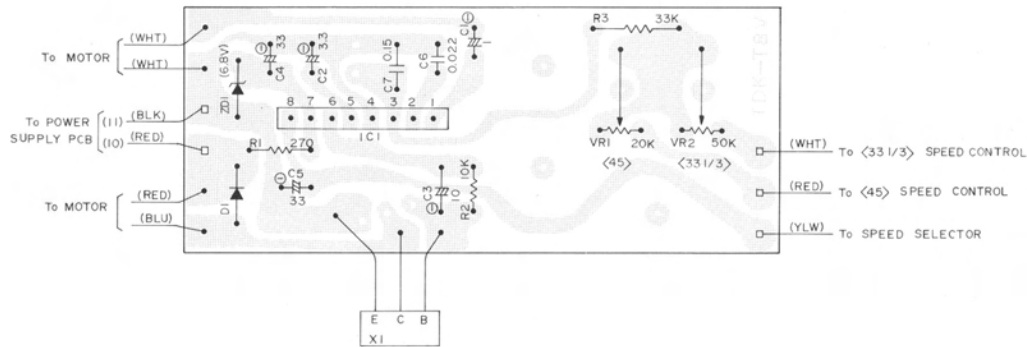 To MOTOR
(WHT)
(WHT)
To POWER
SUPPLY PCB
(11) (BLK)
(10) (RED)
To MOTOR
(RED)
(BLU)
ZD1 (6.8V)
D1
C4 33
C2 3.3
C7 0.15
C6 0.022
C1 1
8 7 6 5 4 3 2 1
IC1
R1 270
C5
33
C3 10
R2 10K
R3 33K
VR1 20K
⟨45⟩
VR2 50K
⟨33 1/3⟩
(WHT) To ⟨33 1/3⟩ SPEED CONTROL
(RED) To ⟨45⟩ SPEED CONTROL
(YLW) To SPEED SELECTOR
E C B
X1